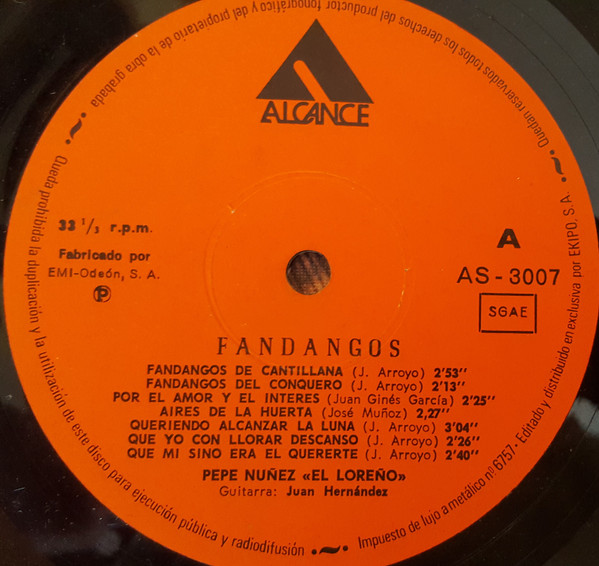 ALCANCE
33 1/3 r.p.m.
Fabricado por
EMI-Odeón, S. A.
P
A
AS - 3007
SGAE
FANDANGOS
FANDANGOS DE CANTILLANA (J. Arroyo) 2'53''
FANDANGOS DEL CONQUERO (J. Arroyo) 2'13''
POR EL AMOR Y EL INTERES (Juan Ginés García) 2'25''
AIRES DE LA HUERTA (José Muñoz) 2,27''
QUERIENDO ALCANZAR LA LUNA (J. Arroyo) 3'04''
QUE YO CON LLORAR DESCANSO (J. Arroyo) 2'26''
QUE MI SINO ERA EL QUERERTE (J. Arroyo) 2'40''
PEPE NUÑEZ «EL LOREÑO»
Guitarra: Juan Hernández
Quedan reservados todos los derechos del productor fonográfico y del propietario de la obra grabada
Queda prohibida la duplicación y la utilización de este disco para ejecución pública y radiodifusión
Impuesto de lujo a metálico nº 6757 • Editado y distribuido en exclusiva por EKIPO, S. A.